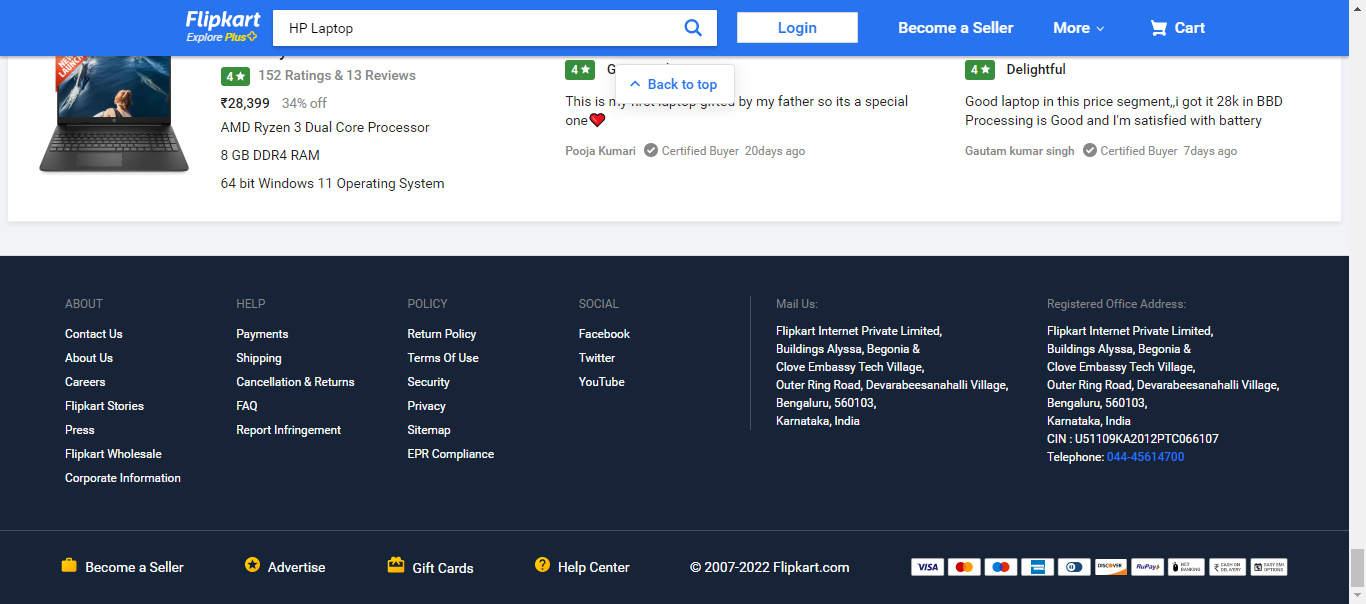 Flipkart
Explore Plus
HP Laptop
Login
Become a Seller
More
Cart
NEW LAUNCH
4★ 152 Ratings & 13 Reviews
₹28,399 34% off
AMD Ryzen 3 Dual Core Processor
8 GB DDR4 RAM
64 bit Windows 11 Operating System
4★
Back to top
This is my first laptop gifted by my father so its a special
one❤
Pooja Kumari Certified Buyer 20days ago
4★ Delightful
Good laptop in this price segment,,i got it 28k in BBD
Processing is Good and I'm satisfied with battery
Gautam kumar singh Certified Buyer 7days ago
ABOUT
Contact Us
About Us
Careers
Flipkart Stories
Press
Flipkart Wholesale
Corporate Information
HELP
Payments
Shipping
Cancellation & Returns
FAQ
Report Infringement
POLICY
Return Policy
Terms Of Use
Security
Privacy
Sitemap
EPR Compliance
SOCIAL
Facebook
Twitter
YouTube
Mail Us:
Flipkart Internet Private Limited,
Buildings Alyssa, Begonia &
Clove Embassy Tech Village,
Outer Ring Road, Devarabeesanahalli Village,
Bengaluru, 560103,
Karnataka, India
Registered Office Address:
Flipkart Internet Private Limited,
Buildings Alyssa, Begonia &
Clove Embassy Tech Village,
Outer Ring Road, Devarabeesanahalli Village,
Bengaluru, 560103,
Karnataka, India
CIN : U51109KA2012PTC066107
Telephone: 044-45614700
Become a Seller
Advertise
Gift Cards
Help Center
© 2007-2022 Flipkart.com
VISA
DISCOVER
RuPay
NET BANKING
CASH ON DELIVERY
EASY EMI OPTIONS